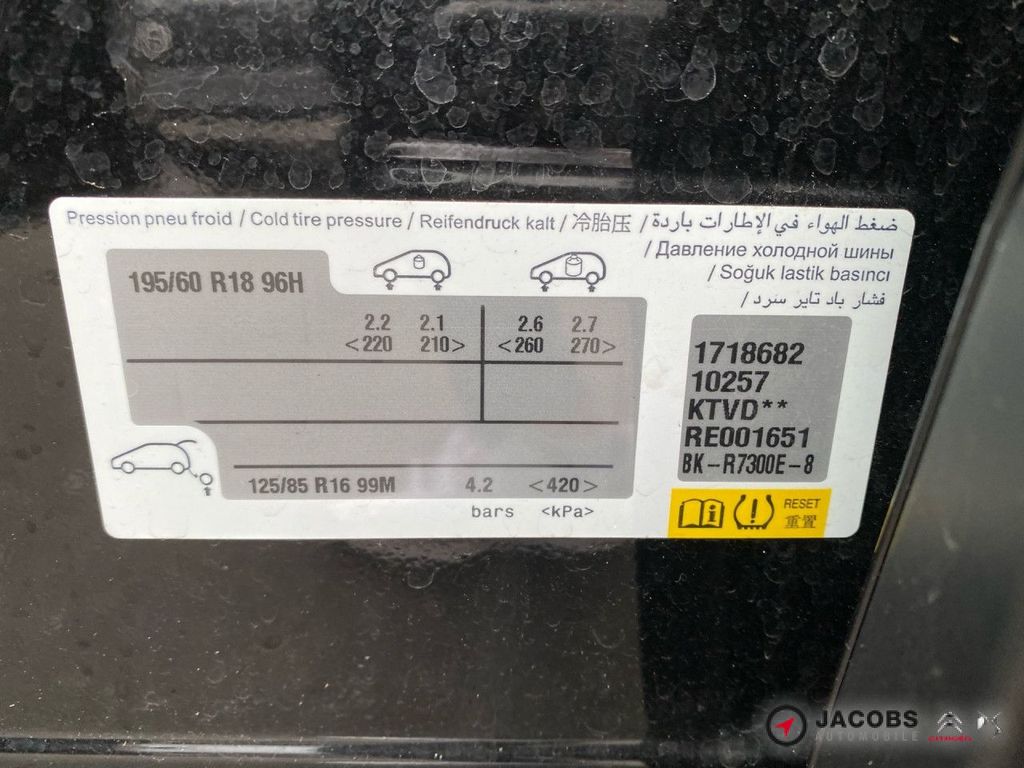 Pression pneu froid / Cold tire pressure / Reifendruck kalt / 冷胎压 / ضغط الهواء في الإطارات باردة
/ Давление холодной шины
/ Soğuk lastik basıncı
فشار باد تایر سرد /
195/60 R18 96H
2.2 2.1 2.6 2.7
<220 210> <260 270>
1718682
10257
KTVD**
RE001651
BK-R7300E-8
125/85 R16 99M 4.2 <420>
bars <kPa>
RESET
重置
JACOBS
AUTOMOBILE
CITROËN